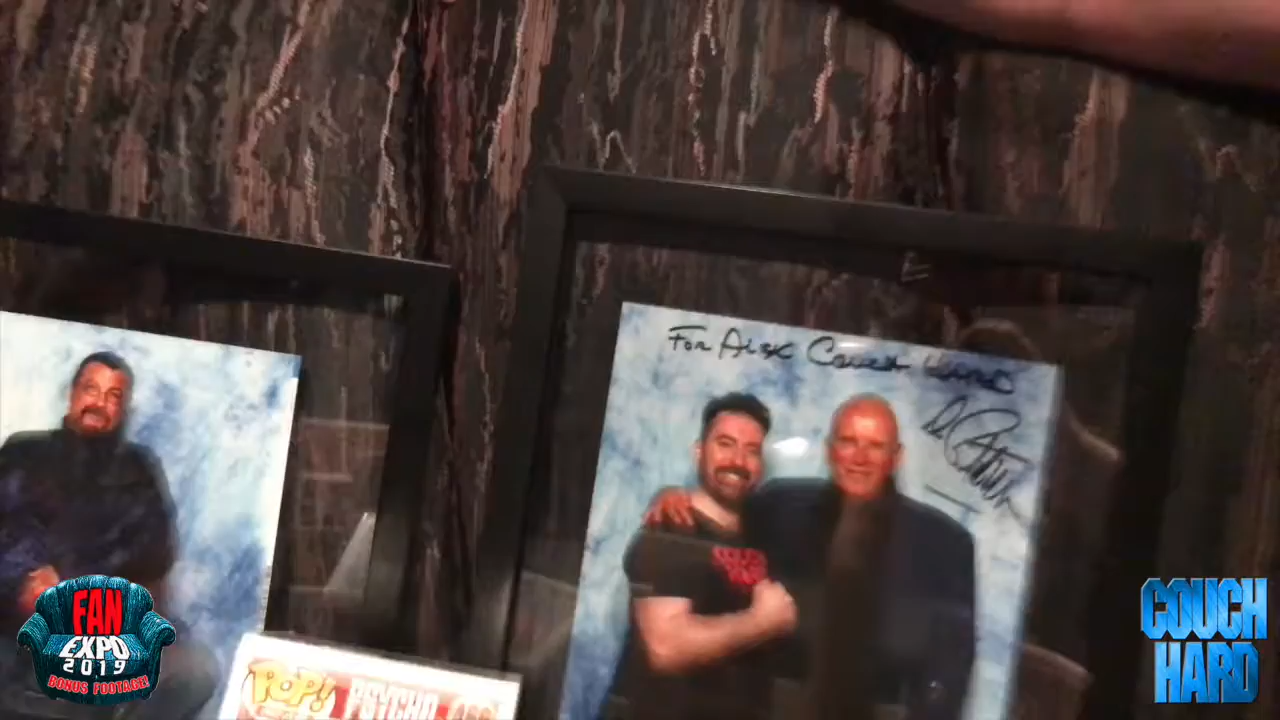 For Alex Couch Hard
POP!
PSYCHO
FAN
EXPO
2019
BONUS FOOTAGE!
COUCH
HARD